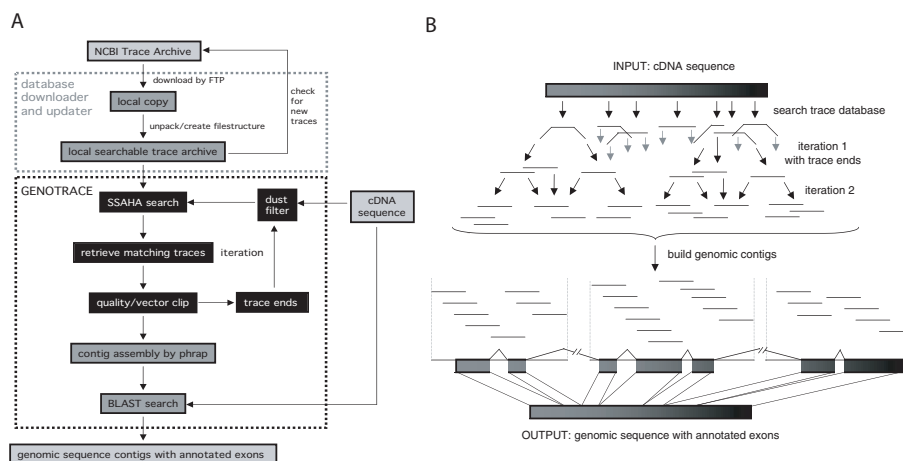 A
NCBI Trace Archive
download by FTP
database
downloader
and updater
local copy
check
for
new
traces
unpack/create filestructure
local searchable trace archive
GENOTRACE
SSAHA search
dust
filter
cDNA
sequence
retrieve matching traces
iteration
quality/vector clip
trace ends
contig assembly by phrap
BLAST search
genomic sequence contigs with annotated exons
B
INPUT: cDNA sequence
search trace database
iteration 1
with trace ends
iteration 2
build genomic contigs
OUTPUT: genomic sequence with annotated exons